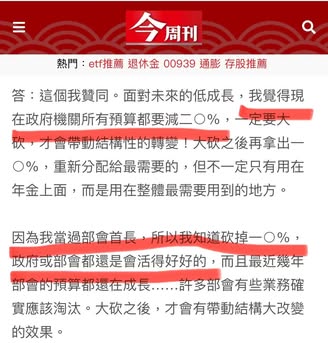 今周刊
熱門：etf推薦 退休金 00939 通膨 存股推薦
答：這個我贊同。面對未來的低成長，我覺得現
在政府機關所有預算都要減二○％，一定要大
砍，才會帶動結構性的轉變！大砍之後再拿出一
○％，重新分配給最需要的，但不一定只有用在
年金上面，而是用在整體最需要用到的地方。
因為我當過部會首長，所以我知道砍掉一○％，
政府或部會都還是會活得好好的，而且最近幾年
部會的預算都還在成長……許多部會有些業務確
實應該淘汰。大砍之後，才會有帶動結構大改變
的效果。